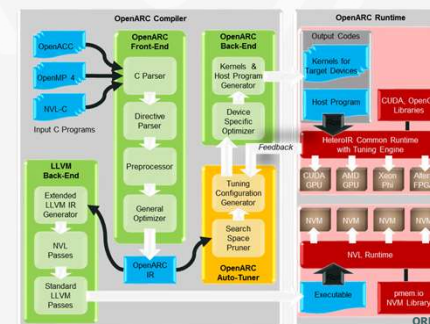 OpenARC Compiler
OpenARC Runtime
OpenACC
OpenMP 4
NVL-C
Input C Programs
OpenARC
Front-End
C Parser
Directive
Parser
Preprocessor
General
Optimizer
OpenARC
IR
OpenARC
Back-End
Kernels &
Host Program
Generator
Device
Specific
Optimizer
Feedback
Tuning
Configuration
Generator
Search
Space
Pruner
OpenARC
Auto-Tuner
LLVM
Back-End
Extended
LLVM IR
Generator
NVL
Passes
Standard
LLVM
Passes
Output Codes
Kernels for
Target Devices
Host Program
CUDA, OpenC
Libraries
HeteroIR Common Runtime
with Tuning Engine
CUDA
GPU
AMD
GPU
Xeon
Phi
Alter
FPG
NVM
NVM
NVM
NVM
NVL Runtime
Executable
pmem.io
NVM Library